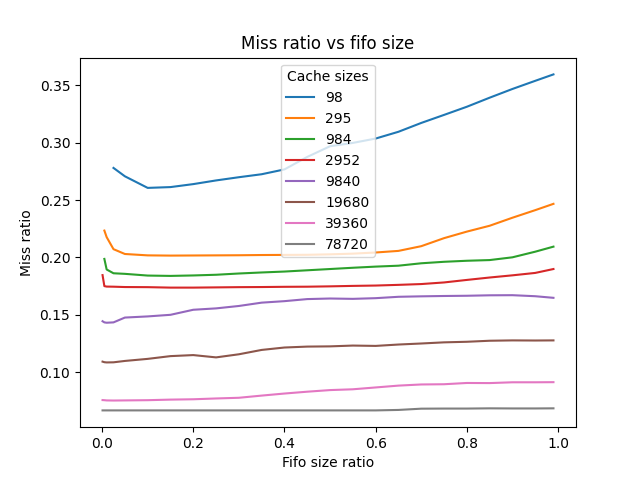 Miss ratio vs fifo size
Cache sizes
98
295
984
2952
9840
19680
39360
78720
Miss ratio
0.35
0.30
0.25
0.20
0.15
0.10
0.0 0.2 0.4 0.6 0.8 1.0
Fifo size ratio